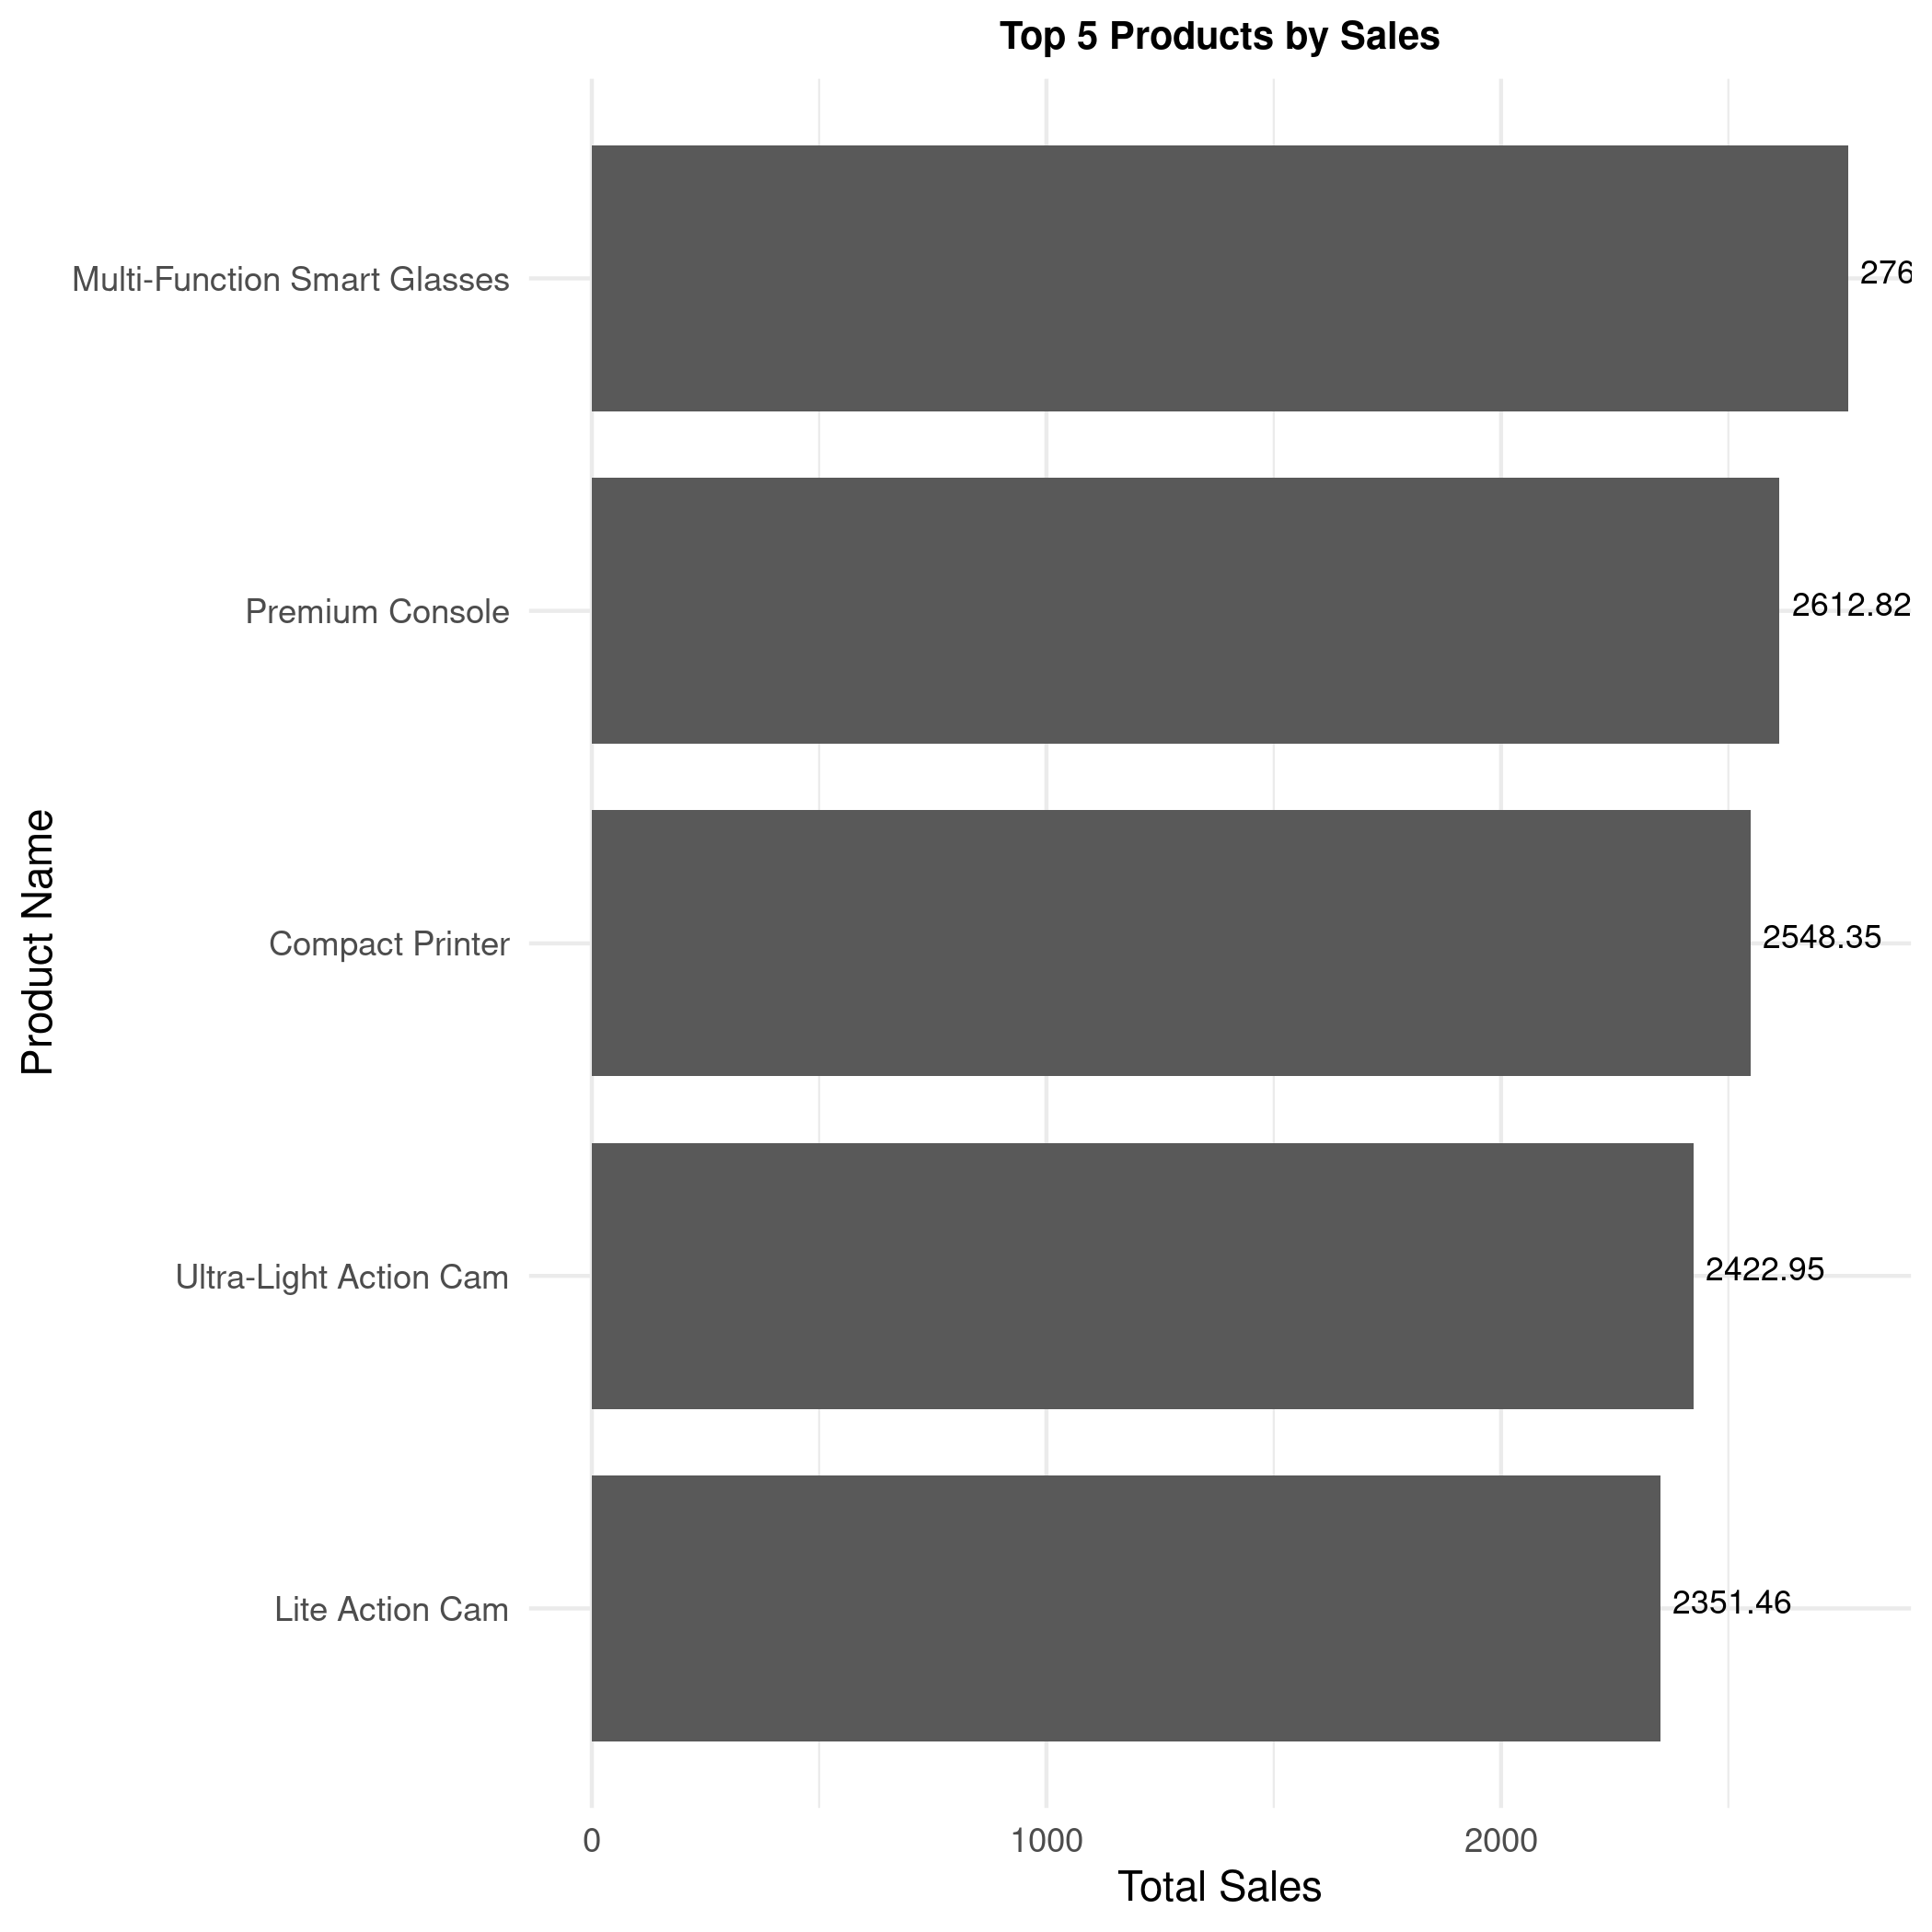 Top 5 Products by Sales
Multi-Function Smart Glasses
276
Premium Console
2612.82
Compact Printer
2548.35
Ultra-Light Action Cam
2422.95
Lite Action Cam
2351.46
Product Name
0
1000
2000
Total Sales